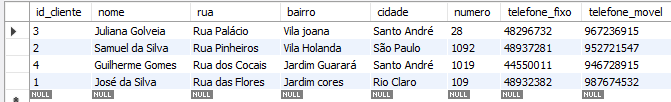 id_cliente nome rua bairro cidade numero telefone_fixo telefone_movel
3 Juliana Golveia Rua Palácio Vila joana Santo André 28 48296732 967236915
2 Samuel da Silva Rua Pinheiros Vila Holanda São Paulo 1092 48937281 952721547
4 Guilherme Gomes Rua dos Cocais Jardim Guarará Santo André 1019 44550011 946728915
1 José da Silva Rua das Flores Jardim cores Rio Claro 109 48932382 987674532
NULL NULL NULL NULL NULL NULL NULL NULL